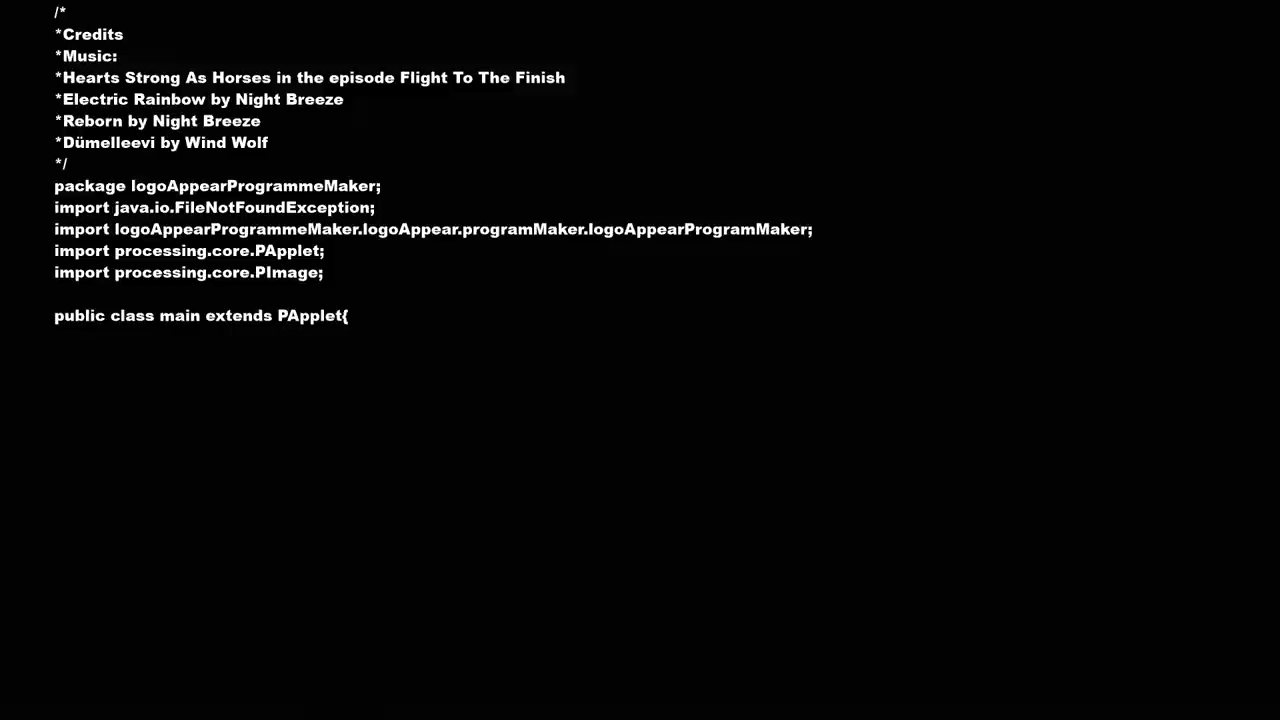 /*
*Credits
*Music:
*Hearts Strong As Horses in the episode Flight To The Finish
*Electric Rainbow by Night Breeze
*Reborn by Night Breeze
*Dümelleevi by Wind Wolf
*/
package logoAppearProgrammeMaker;
import java.io.FileNotFoundException;
import logoAppearProgrammeMaker.logoAppear.programMaker.logoAppearProgramMaker;
import processing.core.PApplet;
import processing.core.PImage;
public class main extends PApplet{